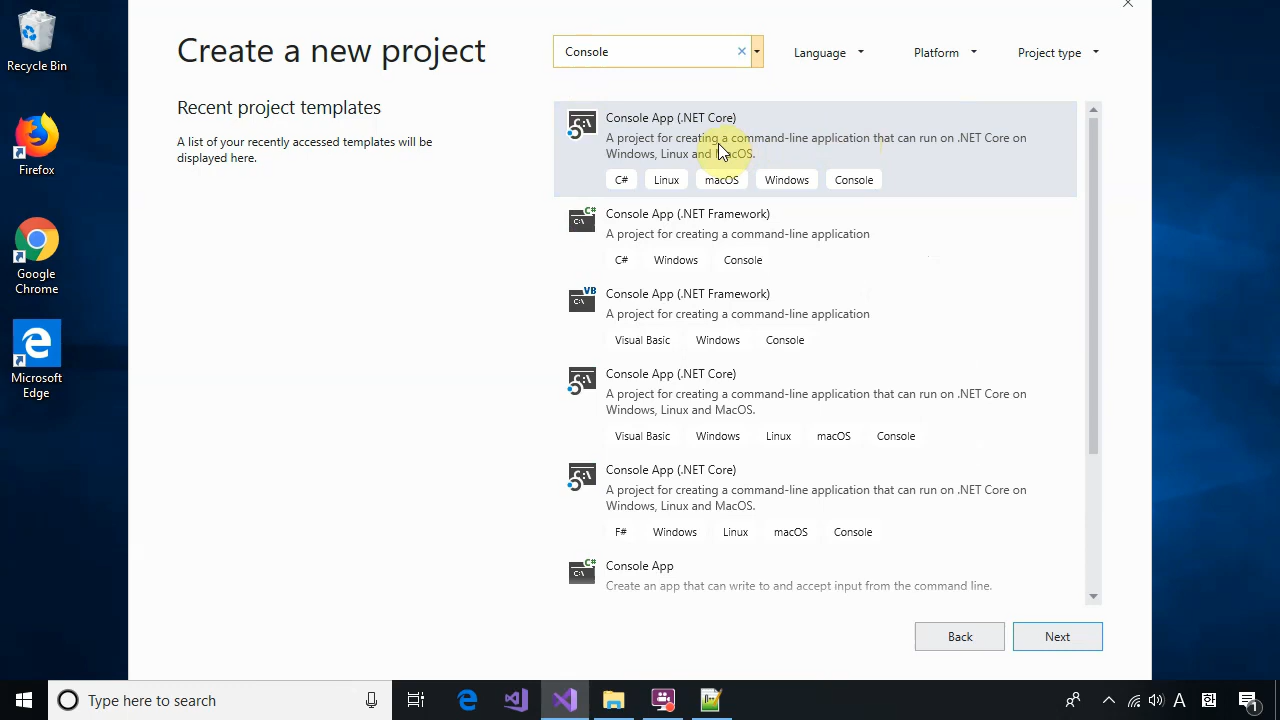 Recycle Bin
Firefox
Google
Chrome
Microsoft
Edge
Create a new project
Recent project templates
A list of your recently accessed templates will be
displayed here.
Console
Language
Platform
Project type
Console App (.NET Core)
A project for creating a command-line application that can run on .NET Core on
Windows, Linux and MacOS.
C# Linux macOS Windows Console
C#
Console App (.NET Framework)
A project for creating a command-line application
C# Windows Console
VB
Console App (.NET Framework)
A project for creating a command-line application
Visual Basic Windows Console
Console App (.NET Core)
A project for creating a command-line application that can run on .NET Core on
Windows, Linux and MacOS.
Visual Basic Windows Linux macOS Console
Console App (.NET Core)
A project for creating a command-line application that can run on .NET Core on
Windows, Linux and MacOS.
F# Windows Linux macOS Console
C#
Console App
Create an app that can write to and accept input from the command line.
Back
Next
Type here to search
A
1